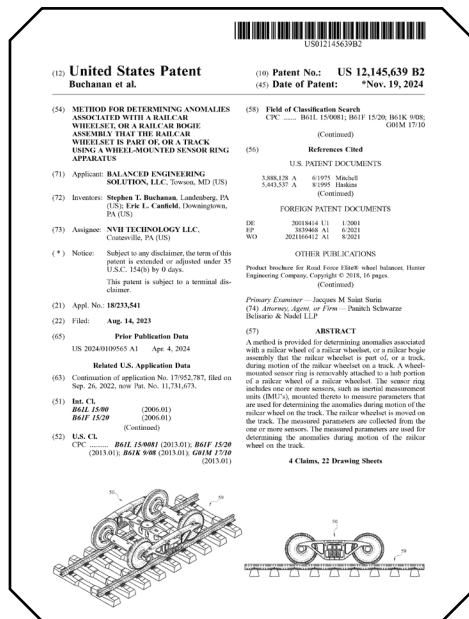 US012145639B2
(12) United States Patent
Buchanan et al.
(10) Patent No.: US 12,145,639 B2
(45) Date of Patent: *Nov. 19, 2024
(54) METHOD FOR DETERMINING ANOMALIES
ASSOCIATED WITH A RAILCAR
WHEELSET, OR A RAILCAR BOGIE
ASSEMBLY THAT THE RAILCAR
WHEELSET IS PART OF, OR A TRACK
USING A WHEEL-MOUNTED SENSOR RING
APPARATUS
(71) Applicant: BALANCED ENGINEERING
SOLUTION, LLC, Towson, MD (US)
(72) Inventors: Stephen T. Buchanan, Landenberg, PA
(US); Eric L. Canfield, Downingtown,
PA (US)
(73) Assignee: NVH TECHNOLOGY LLC,
Coatesville, PA (US)
( * ) Notice: Subject to any disclaimer, the term of this
patent is extended or adjusted under 35
U.S.C. 154(b) by 0 days.
This patent is subject to a terminal dis-
claimer.
(21) Appl. No.: 18/233,541
(22) Filed: Aug. 14, 2023
(65) Prior Publication Data
US 2024/0109565 A1 Apr. 4, 2024
Related U.S. Application Data
(63) Continuation of application No. 17/952,787, filed on
Sep. 26, 2022, now Pat. No. 11,731,673.
(51) Int. Cl.
B61L 15/00 (2006.01)
B61F 15/20 (2006.01)
(Continued)
(52) U.S. Cl.
CPC .......... B61L 15/0081 (2013.01); B61F 15/20
(2013.01); B61K 9/08 (2013.01); G01M 17/10
(2013.01)
(58) Field of Classification Search
CPC ...... B61L 15/0081; B61F 15/20; B61K 9/08;
G01M 17/10
(Continued)
(56) References Cited
U.S. PATENT DOCUMENTS
3,888,128 A 6/1975 Mitchell
5,443,537 A 8/1995 Haskins
(Continued)
FOREIGN PATENT DOCUMENTS
DE 20018414 U1 1/2001
EP 3839468 A1 6/2021
WO 2021166412 A1 8/2021
OTHER PUBLICATIONS
Product brochure for Road Force Elite® wheel balancer, Hunter
Engineering Company, Copyright © 2018, 16 pages.
(Continued)
Primary Examiner — Jacques M Saint Surin
(74) Attorney, Agent, or Firm — Panitch Schwarze
Belisario & Nadel LLP
(57) ABSTRACT
A method is provided for determining anomalies associated
with a railcar wheel of a railcar wheelset, or a railcar bogie
assembly that the railcar wheelset is part of, or a track,
during motion of the railcar wheelset on a track. A wheel-
mounted sensor ring is removably attached to a hub portion
of a railcar wheel of a railcar wheelset. The sensor ring
includes one or more sensors, such as inertial measurement
units (IMU's), mounted thereto to measure parameters that
are used for determining the anomalies during motion of the
railcar wheel on the track. The railcar wheelset is moved on
the track. The measured parameters are collected from the
one or more sensors. The measured parameters are used for
determining the anomalies during motion of the railcar
wheel on the track.
4 Claims, 22 Drawing Sheets
50
59
50
59